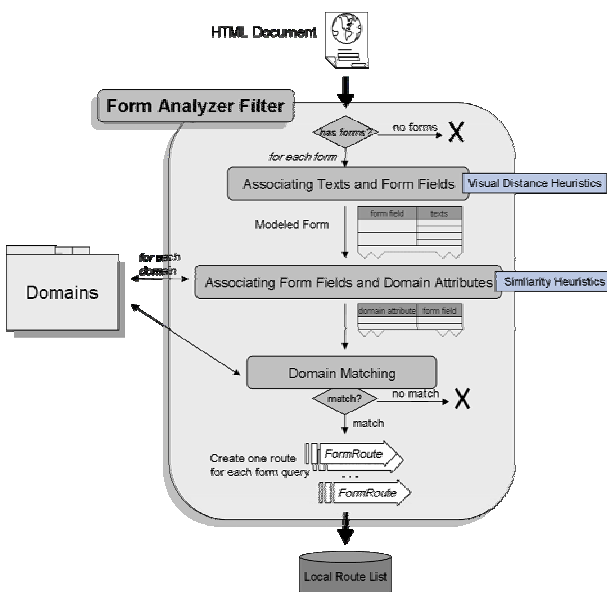 HTML Document
Form Analyzer Filter
has forms?
no forms
X
for each form
Associating Texts and Form Fields
Visual Distance Heuristics
Modeled Form
form field
texts
for each
domain
Domains
Associating Form Fields and Domain Attributes
Similarity Heuristics
domain attribute
form field
Domain Matching
match?
no match
X
match
Create one route
for each form query
FormRoute
...
FormRoute
Local Route List